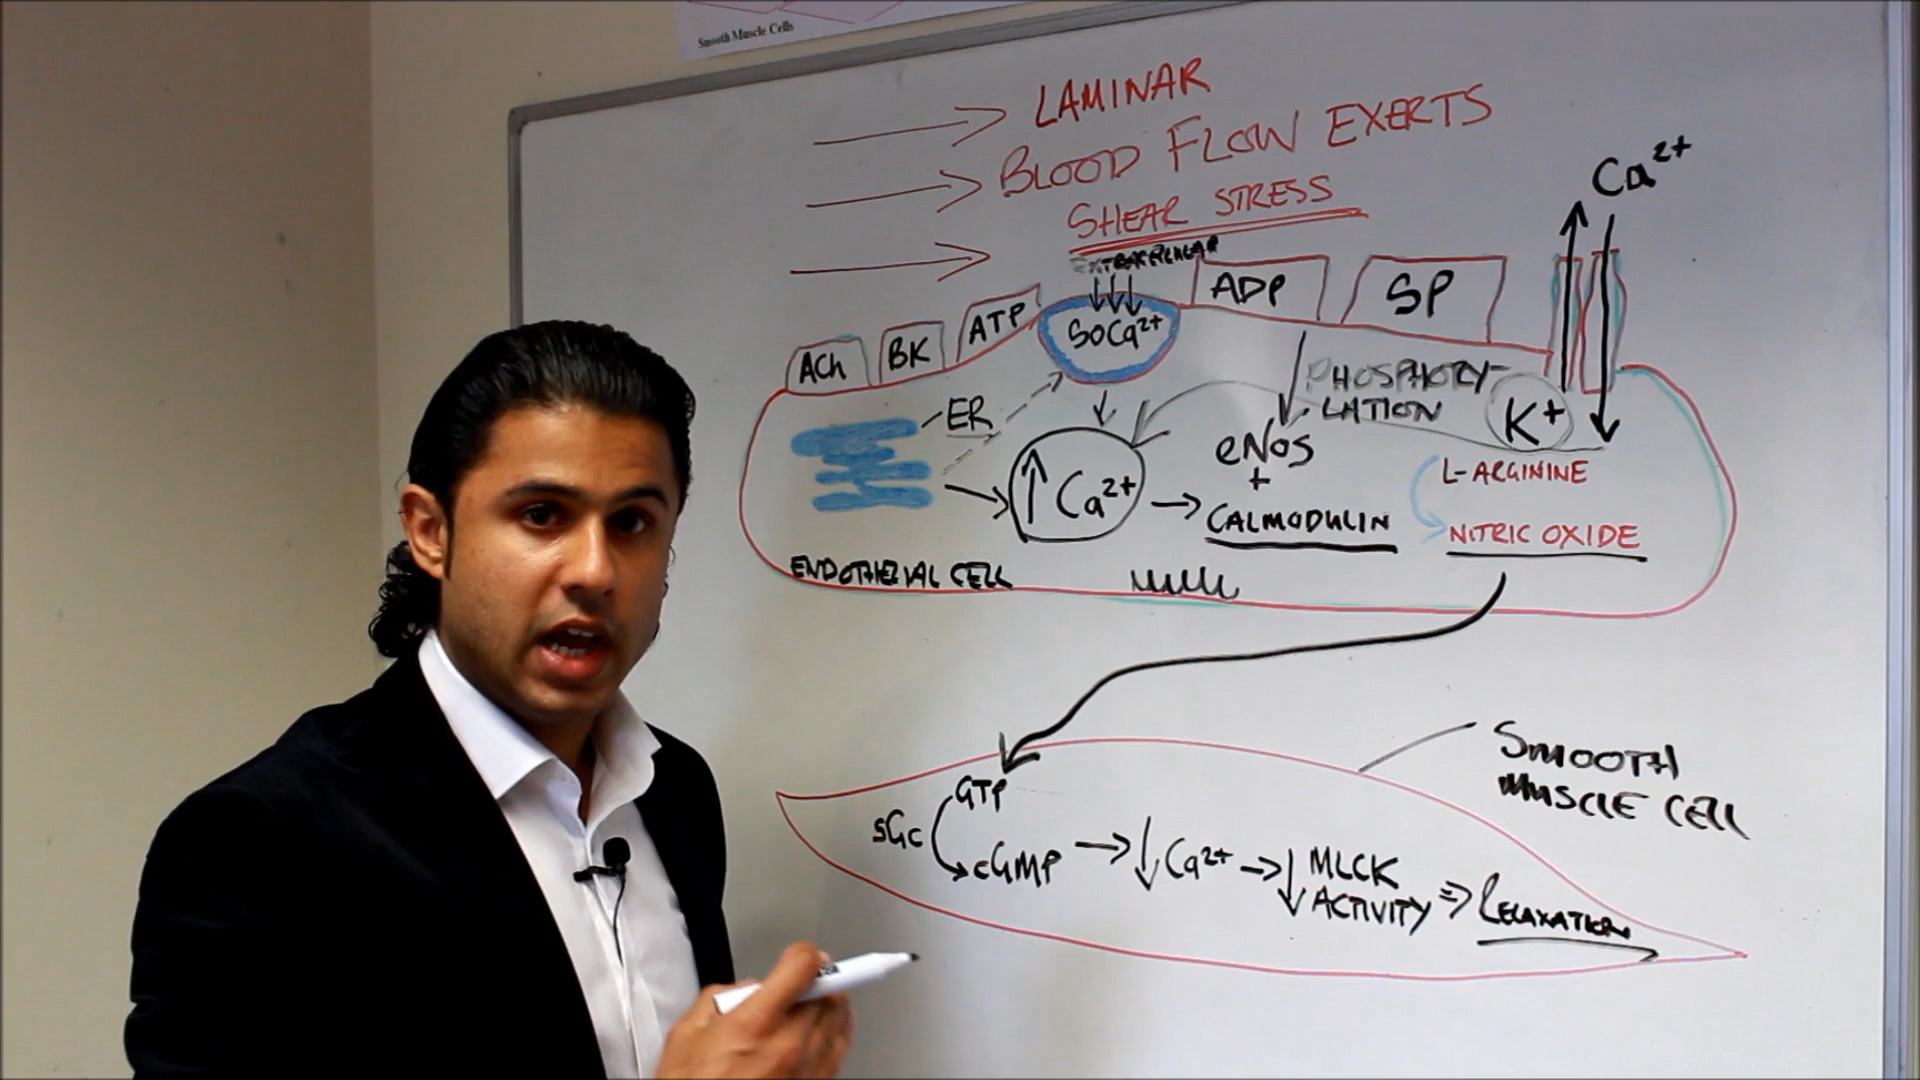 Smooth Muscle Cells
LAMINAR
BLOOD FLOW EXERTS
SHEAR STRESS
EXTRACELLULAR
Ca²⁺
ACh
BK
ATP
SOCa²⁺
ADP
SP
ER
PHOSPHORY-
LATION
K+
eNOS
+
CALMODULIN
↑ Ca²⁺
L-ARGININE
NITRIC OXIDE
ENDOTHELIAL CELL
SMOOTH
MUSCLE CELL
GTP
sGc
cGMP → ↓ Ca²⁺ → ↓ MLCK
ACTIVITY ⇒ RELAXATION